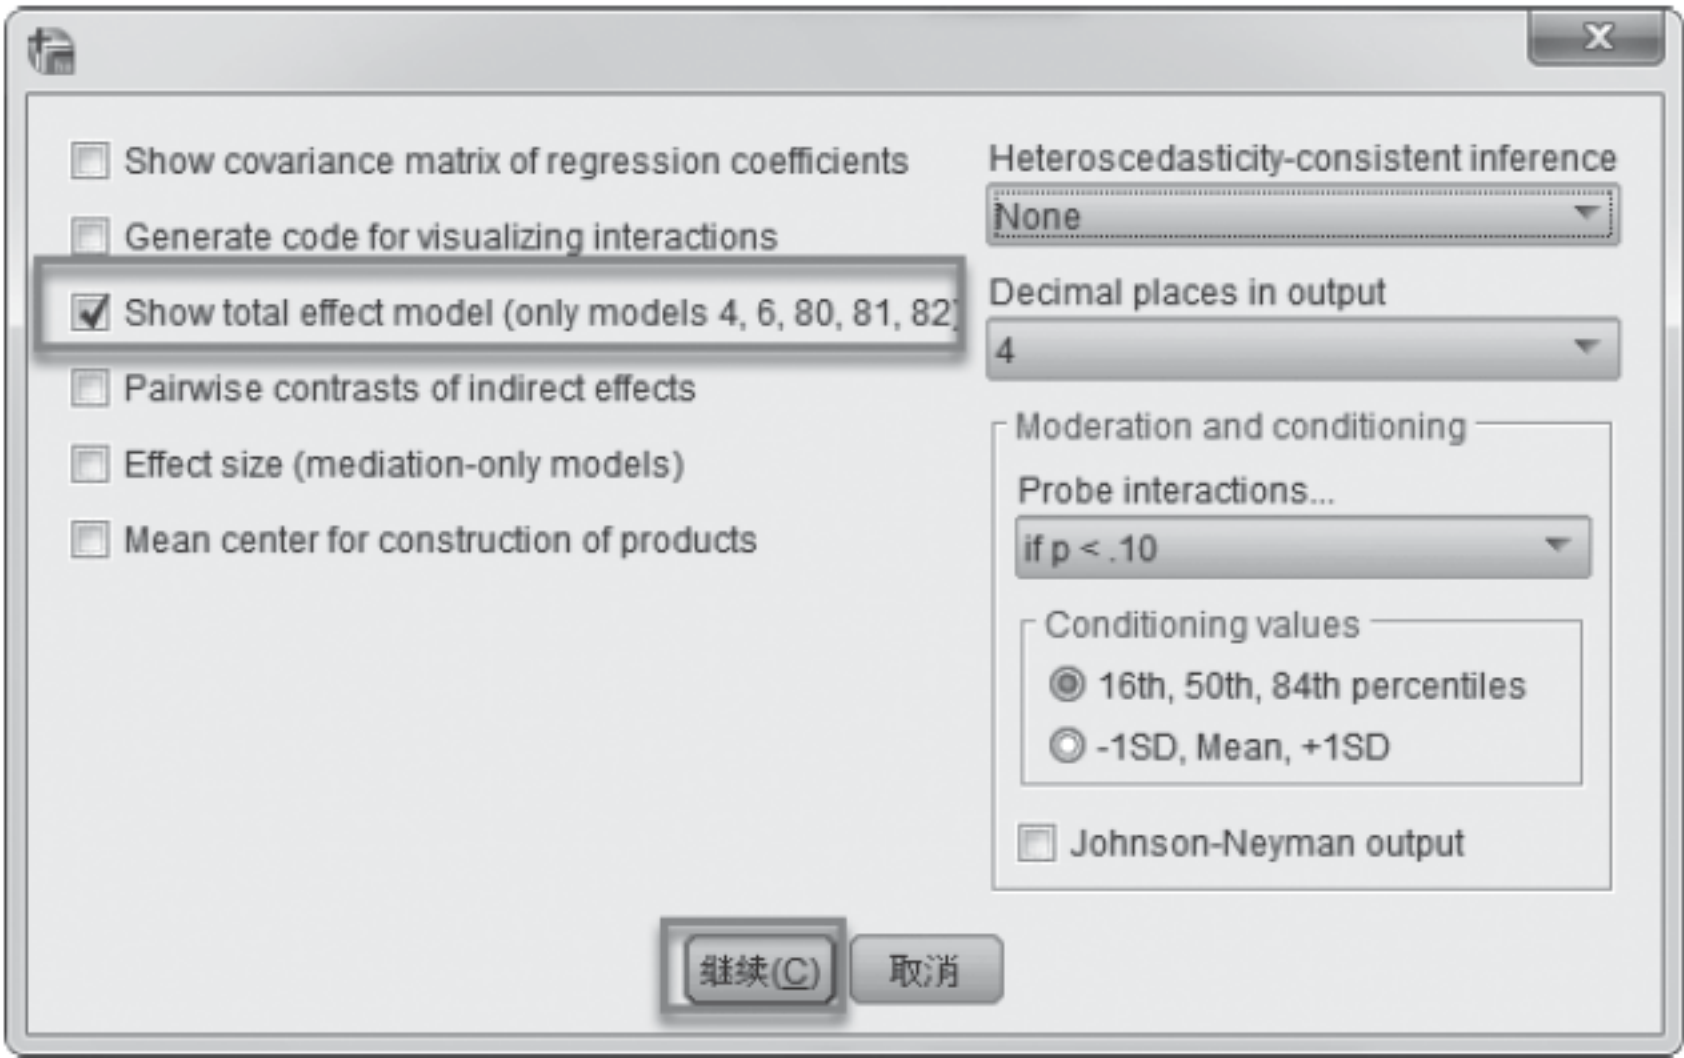 Show covariance matrix of regression coefficients
Generate code for visualizing interactions
Show total effect model (only models 4, 6, 80, 81, 82)
Pairwise contrasts of indirect effects
Effect size (mediation-only models)
Mean center for construction of products
Heteroscedasticity-consistent inference
None
Decimal places in output
4
Moderation and conditioning
Probe interactions...
if p < .10
Conditioning values
16th, 50th, 84th percentiles
-1SD, Mean, +1SD
Johnson-Neyman output
继续(C)
取消